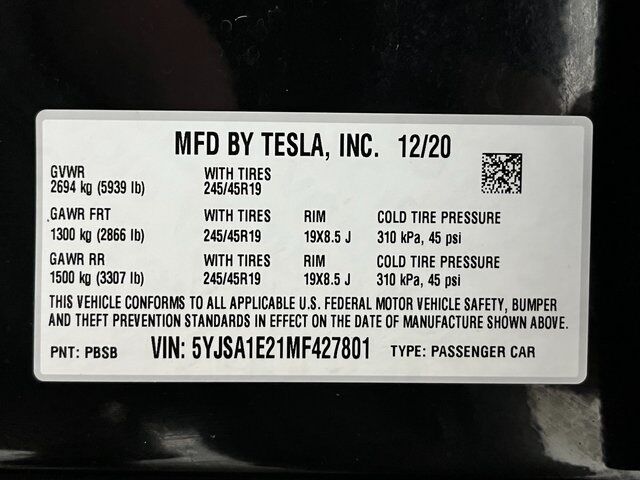 MFD BY TESLA, INC. 12/20
GVWR WITH TIRES
2694 kg (5939 lb) 245/45R19
GAWR FRT WITH TIRES RIM COLD TIRE PRESSURE
1300 kg (2866 lb) 245/45R19 19X8.5 J 310 kPa, 45 psi
GAWR RR WITH TIRES RIM COLD TIRE PRESSURE
1500 kg (3307 lb) 245/45R19 19X8.5 J 310 kPa, 45 psi
THIS VEHICLE CONFORMS TO ALL APPLICABLE U.S. FEDERAL MOTOR VEHICLE SAFETY, BUMPER
AND THEFT PREVENTION STANDARDS IN EFFECT ON THE DATE OF MANUFACTURE SHOWN ABOVE.
PNT: PBSB VIN: 5YJSA1E21MF427801 TYPE: PASSENGER CAR